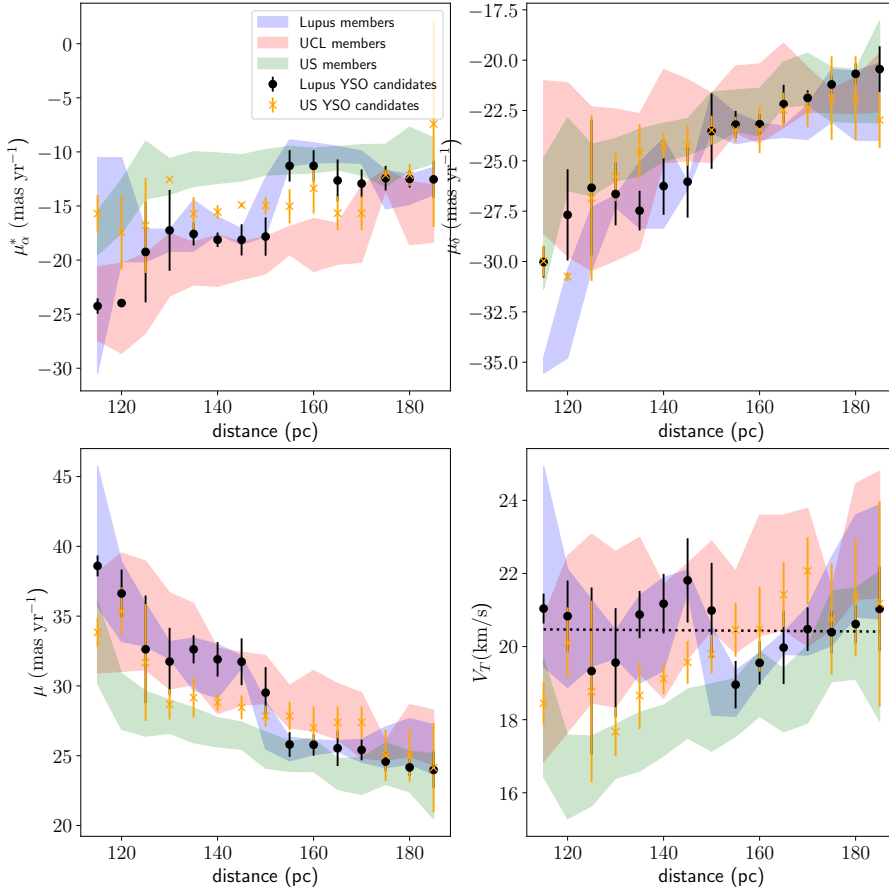 Lupus members
UCL members
US members
Lupus YSO candidates
US YSO candidates
0
−5
−10
−15
−20
−25
−30
μ*α (mas yr−1)
120 140 160 180
distance (pc)
−17.5
−20.0
−22.5
−25.0
−27.5
−30.0
−32.5
−35.0
μδ (mas yr−1)
120 140 160 180
distance (pc)
45
40
35
30
25
20
μ (mas yr−1)
120 140 160 180
distance (pc)
24
22
20
18
16
VT(km/s)
120 140 160 180
distance (pc)